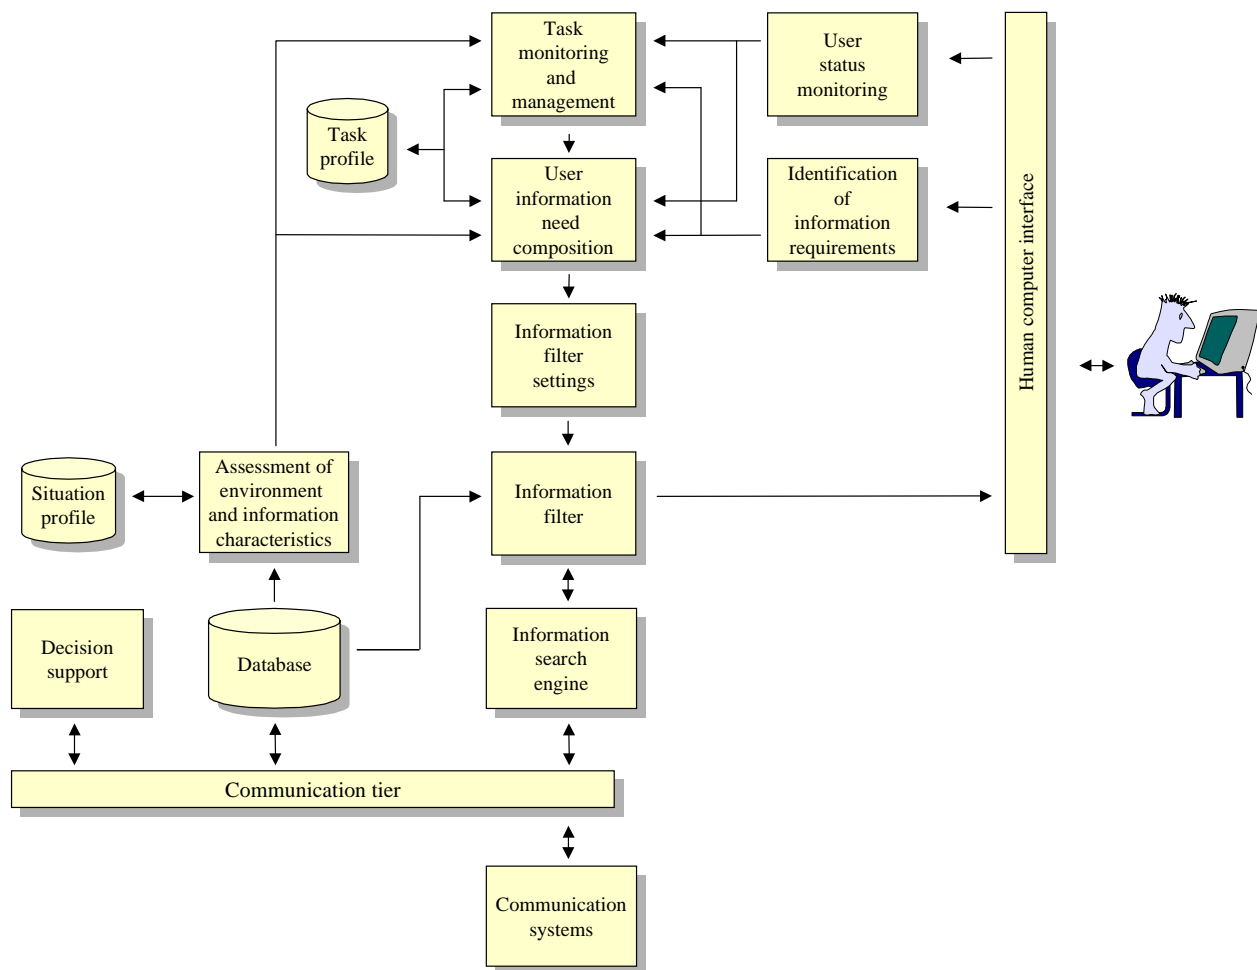 Task
monitoring
and
management
User
status
monitoring
Task
profile
User
information
need
composition
Identification
of
information
requirements
Human computer interface
Information
filter
settings
Situation
profile
Assessment of
environment
and information
characteristics
Information
filter
Decision
support
Database
Information
search
engine
Communication tier
Communication
systems